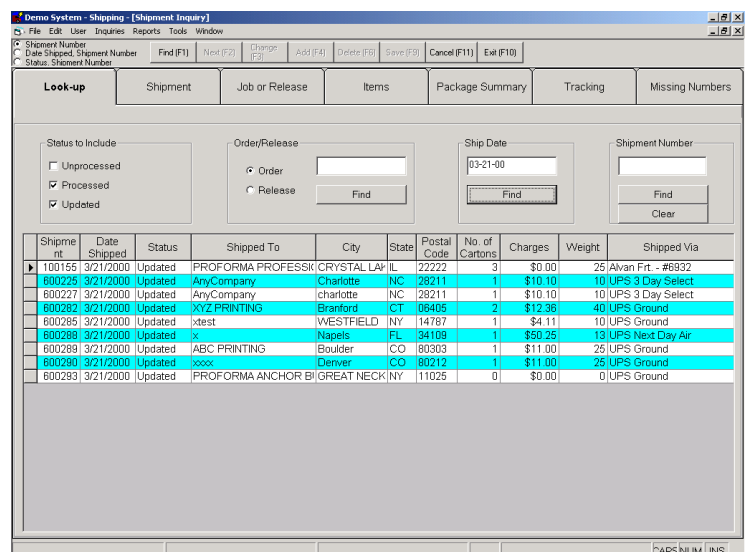 Demo System - Shipping - [Shipment Inquiry]
File Edit User Inquiries Reports Tools Window
Shipment Number
Date Shipped, Shipment Number
Status, Shipment Number
Find (F1) Next (F2) Change (F3) Add (F4) Delete (F6) Save (F9) Cancel (F11) Exit (F10)
Look-up Shipment Job or Release Items Package Summary Tracking Missing Numbers
Status to Include Order/Release Ship Date Shipment Number
Unprocessed
Processed
Updated
Order
Release
Find
03-21-00
Find
Find
Clear
Shipme nt Date Shipped Status Shipped To City State Postal Code No. of Cartons Charges Weight Shipped Via
100155 3/21/2000 Updated PROFORMA PROFESSI CRYSTAL LA IL 22222 3 $0.00 25 Alvan Frt. - #6932
600225 3/21/2000 Updated AnyCompany Charlotte NC 28211 1 $10.10 10 UPS 3 Day Select
600227 3/21/2000 Updated AnyCompany charlotte NC 28211 1 $10.10 10 UPS 3 Day Select
600282 3/21/2000 Updated XYZ PRINTING Branford CT 06405 2 $12.36 40 UPS Ground
600285 3/21/2000 Updated xtest WESTFIELD NY 14787 1 $4.11 10 UPS Ground
600288 3/21/2000 Updated x Napels FL 34109 1 $50.25 13 UPS Next Day Air
600289 3/21/2000 Updated ABC PRINTING Boulder CO 80303 1 $11.00 25 UPS Ground
600290 3/21/2000 Updated xxxx Denver CO 80212 1 $11.00 25 UPS Ground
600293 3/21/2000 Updated PROFORMA ANCHOR B GREAT NECK NY 11025 0 $0.00 0 UPS Ground
CAPS NUM INS